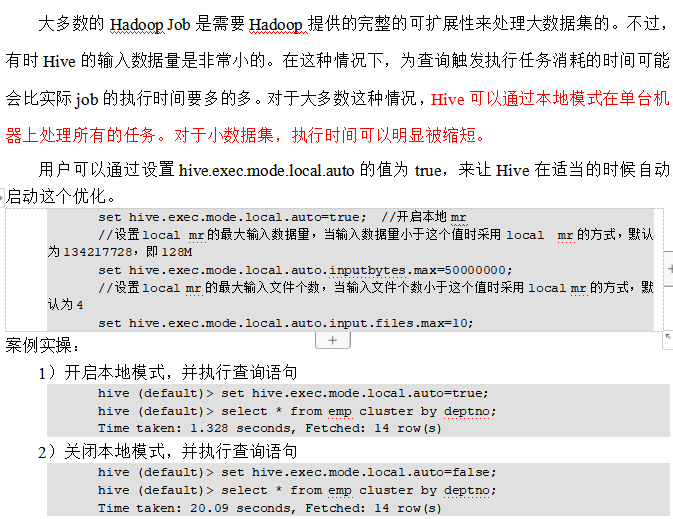 大多数的 Hadoop Job 是需要 Hadoop 提供的完整的可扩展性来处理大数据集的。不过，
有时 Hive 的输入数据量是非常小的。在这种情况下，为查询触发执行任务消耗的时间可能
会比实际 job 的执行时间要多的多。对于大多数这种情况，Hive 可以通过本地模式在单台机
器上处理所有的任务。对于小数据集，执行时间可以明显被缩短。
用户可以通过设置 hive.exec.mode.local.auto 的值为 true，来让 Hive 在适当的时候自动
启动这个优化。
set hive.exec.mode.local.auto=true; //开启本地 mr
//设置 local mr 的最大输入数据量，当输入数据量小于这个值时采用 local mr 的方式，默认
为 134217728，即 128M
set hive.exec.mode.local.auto.inputbytes.max=50000000;
//设置 local mr 的最大输入文件个数，当输入文件个数小于这个值时采用 local mr 的方式，默
认为 4
set hive.exec.mode.local.auto.input.files.max=10;
案例实操：
1）开启本地模式，并执行查询语句
hive (default)> set hive.exec.mode.local.auto=true;
hive (default)> select * from emp cluster by deptno;
Time taken: 1.328 seconds, Fetched: 14 row(s)
2）关闭本地模式，并执行查询语句
hive (default)> set hive.exec.mode.local.auto=false;
hive (default)> select * from emp cluster by deptno;
Time taken: 20.09 seconds, Fetched: 14 row(s)